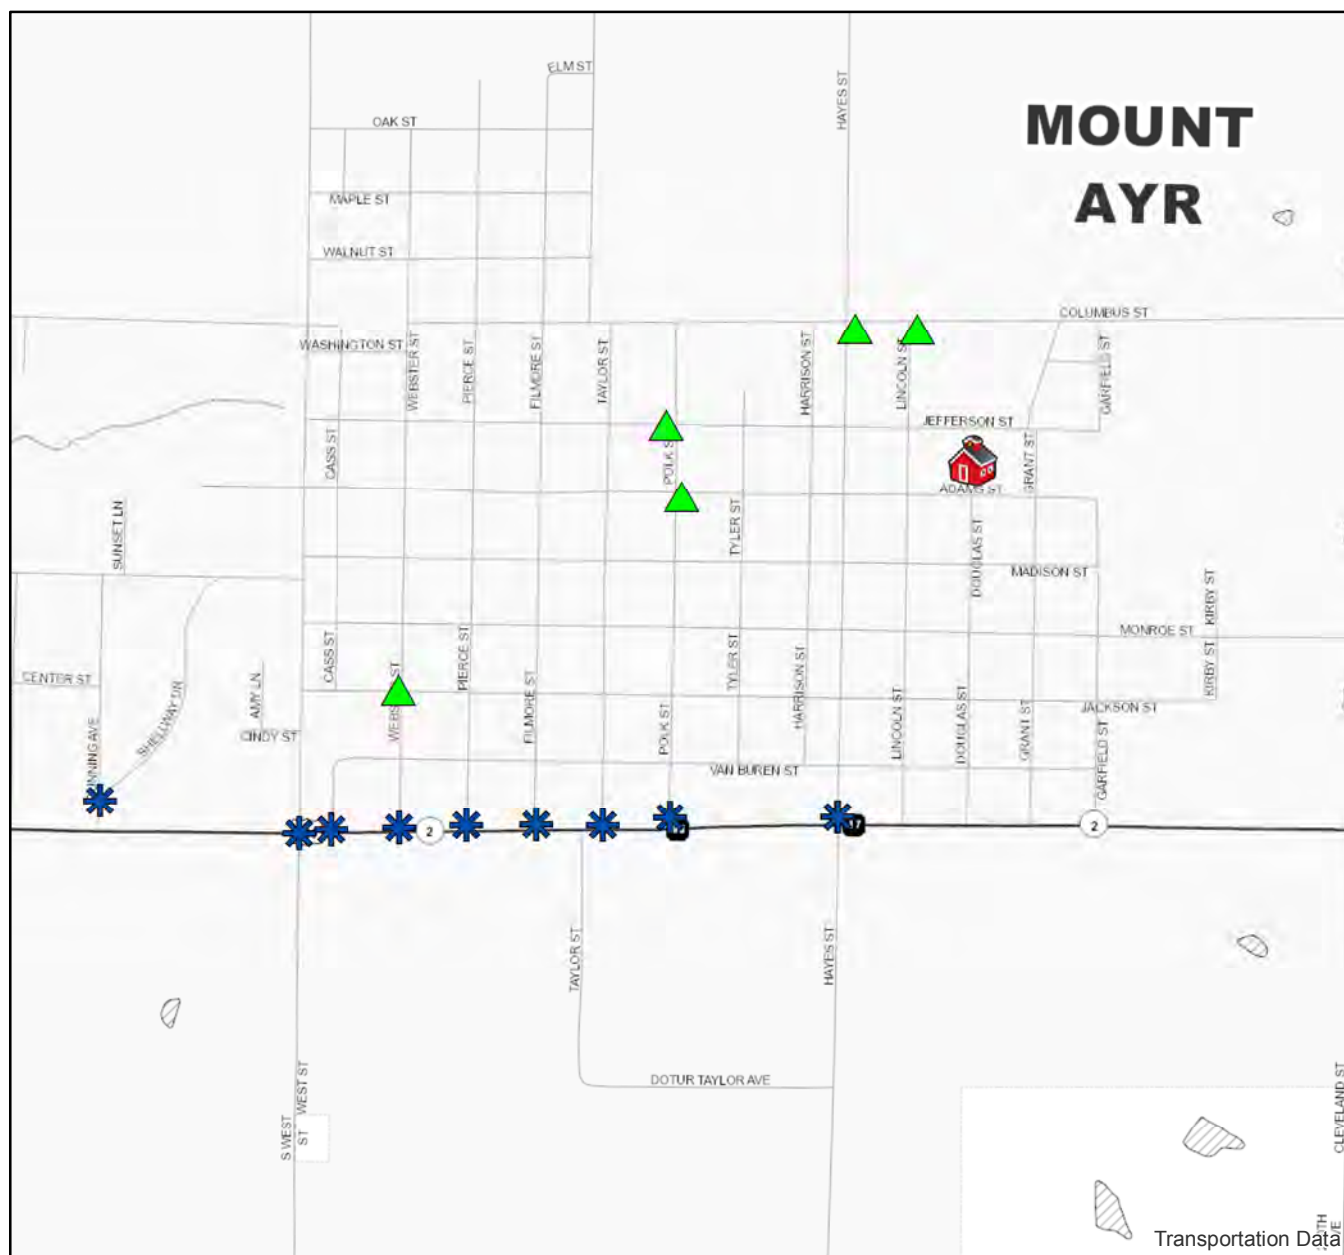 ELM ST
HAYES ST
MOUNT
AYR
OAK ST
MAPLE ST
WALNUT ST
COLUMBUS ST
WASHINGTON ST
WEBSTER ST
PIERCE ST
FILMORE ST
TAYLOR ST
HARRISON ST
LINCOLN ST
GARFIELD ST
JEFFERSON ST
CASS ST
POLK ST
GRANT ST
ADAMS ST
SUNSET LN
TYLER ST
DOUGLAS ST
MADISON ST
KIRBY ST
MONROE ST
CASS ST
PIERCE ST
TYLER ST
HARRISON ST
KIRBY ST
CENTER ST
SHELLWAY DR
AMY LN
CINDY ST
FILMORE ST
POLK ST
LINCOLN ST
DOUGLAS ST
GRANT ST
JACKSON ST
GARFIELD ST
VAN BUREN ST
2
2
TAYLOR ST
HAYES ST
DOTUR TAYLOR AVE
WEST ST
S WEST
ST
CLEVELAND ST
Transportation Data